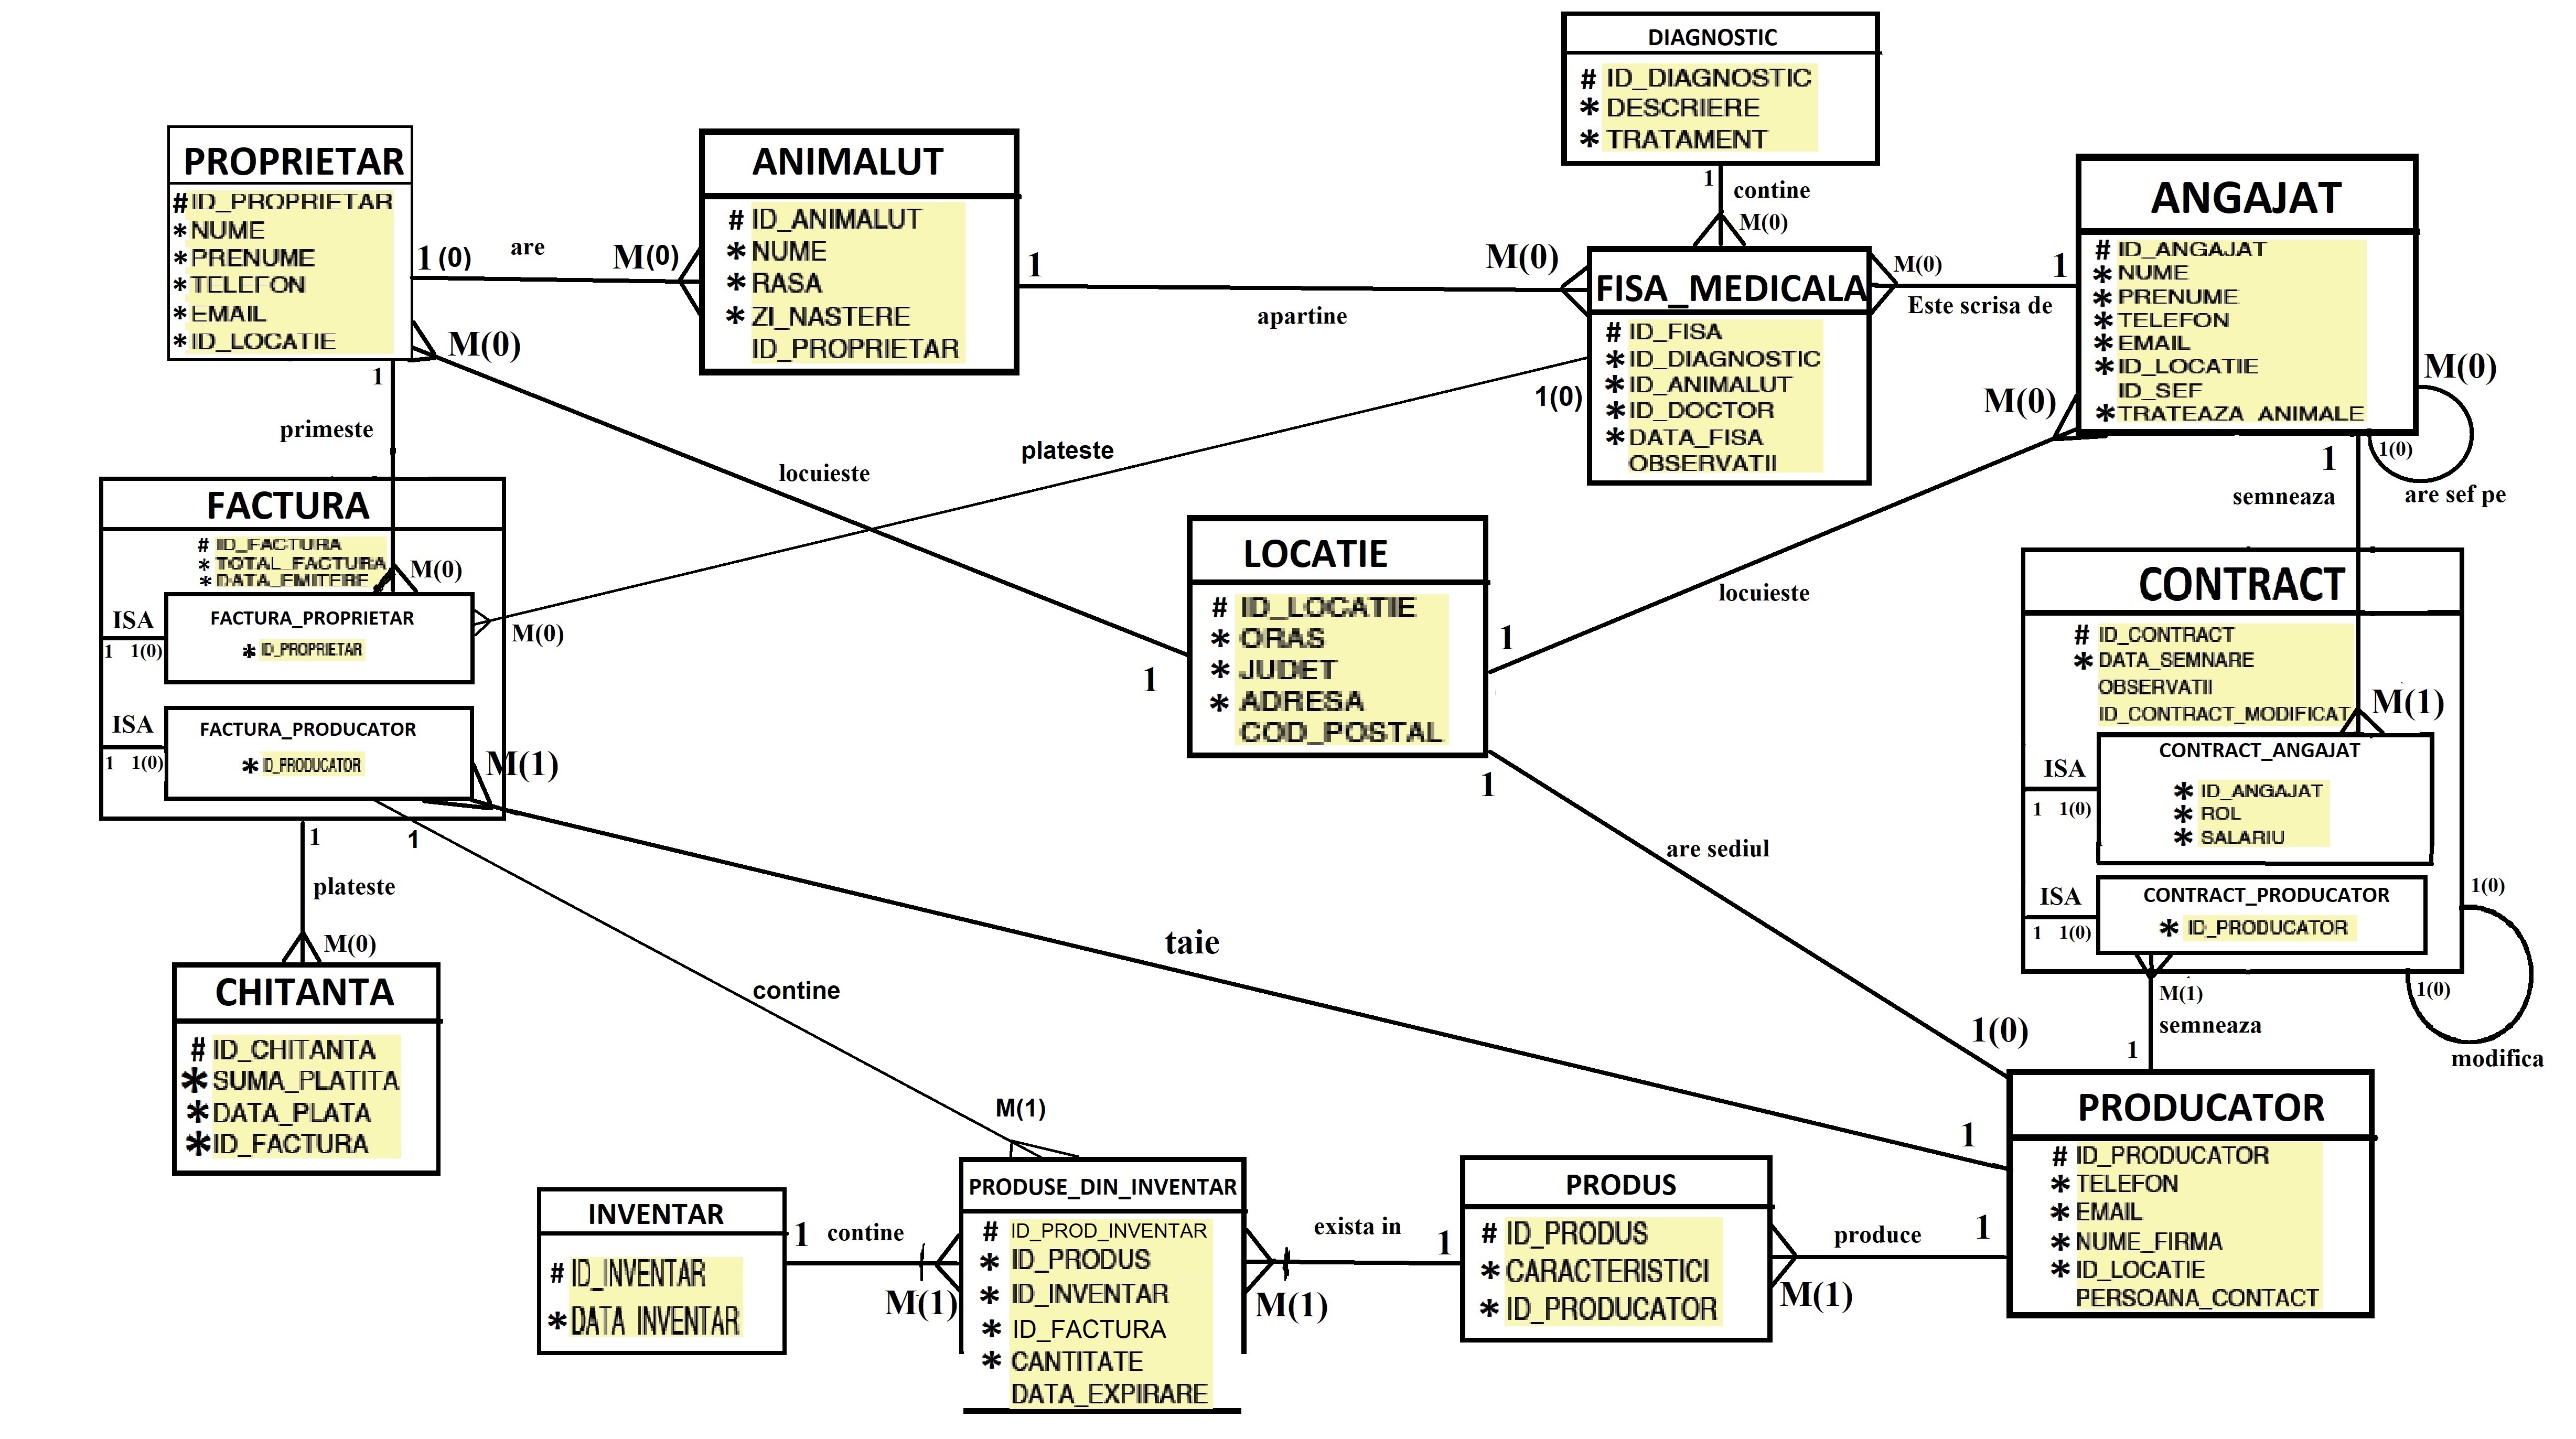 DIAGNOSTIC
# ID_DIAGNOSTIC
* DESCRIERE
* TRATAMENT
1 contine
M(0)
PROPRIETAR
#ID_PROPRIETAR
*NUME
*PRENUME
*TELEFON
*EMAIL
*ID_LOCATIE
1 (0) are M(0)
ANIMALUT
# ID_ANIMALUT
* NUME
* RASA
* ZI_NASTERE
ID_PROPRIETAR
1 apartine M(0)
FISA_MEDICALA
# ID_FISA
*ID_DIAGNOSTIC
*ID_ANIMALUT
*ID_DOCTOR
*DATA_FISA
OBSERVATII
M(0) 1
Este scrisa de
ANGAJAT
# ID_ANGAJAT
* NUME
* PRENUME
* TELEFON
* EMAIL
* ID_LOCATIE
ID_SEF
*TRATEAZA_ANIMALE
M(0)
1(0)
are sef pe
M(0)
1
primeste
M(0)
locuieste
1
1(0)
plateste
M(0)
M(0)
locuieste
1
1
semneaza
M(1)
FACTURA
# ID_FACTURA
* TOTAL_FACTURA
* DATA_EMITERE
ISA
1 1(0)
FACTURA_PROPRIETAR
* ID_PROPRIETAR
ISA
1 1(0)
FACTURA_PRODUCATOR
* ID_PRODUCATOR
M(1)
LOCATIE
# ID_LOCATIE
* ORAS
* JUDET
* ADRESA
COD_POSTAL
CONTRACT
# ID_CONTRACT
* DATA_SEMNARE
OBSERVATII
ID_CONTRACT_MODIFICAT
ISA
1 1(0)
CONTRACT_ANGAJAT
* ID_ANGAJAT
* ROL
* SALARIU
ISA
1 1(0)
CONTRACT_PRODUCATOR
* ID_PRODUCATOR
1(0)
1(0)
modifica
M(1)
semneaza
1
1
are sediul
1(0)
taie
1
1
plateste
M(0)
1
contine
M(1)
CHITANTA
# ID_CHITANTA
* SUMA_PLATITA
* DATA_PLATA
* ID_FACTURA
INVENTAR
# ID_INVENTAR
* DATA_INVENTAR
1 contine
M(1)
PRODUSE_DIN_INVENTAR
# ID_PROD_INVENTAR
* ID_PRODUS
* ID_INVENTAR
* ID_FACTURA
* CANTITATE
DATA_EXPIRARE
exista in 1
M(1)
PRODUS
# ID_PRODUS
* CARACTERISTICI
* ID_PRODUCATOR
produce 1
M(1)
PRODUCATOR
# ID_PRODUCATOR
* TELEFON
* EMAIL
* NUME_FIRMA
* ID_LOCATIE
PERSOANA_CONTACT